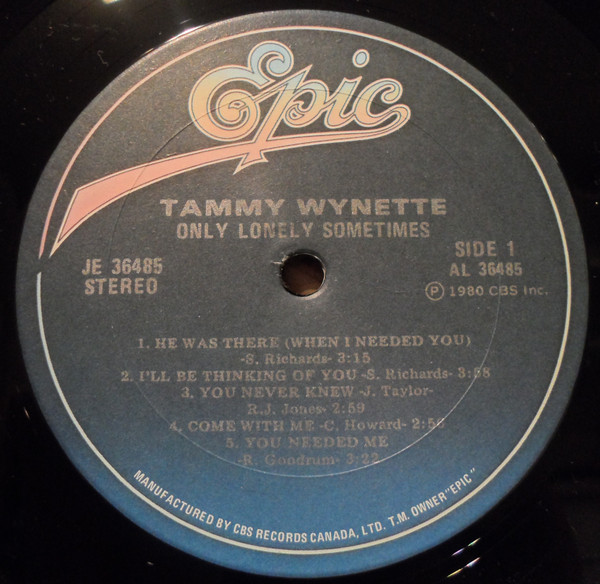 Epic
TAMMY WYNETTE
ONLY LONELY SOMETIMES
JE 36485
STEREO
SIDE 1
AL 36485
Ⓟ 1980 CBS Inc.
1. HE WAS THERE (WHEN I NEEDED YOU)
-S. Richards- 3:15
2. I'LL BE THINKING OF YOU -S. Richards- 3:58
3. YOU NEVER KNEW -J. Taylor-
R.J. Jones- 2:59
4. COME WITH ME -C. Howard- 2:56
5. YOU NEEDED ME
-R. Goodrum- 3:22
MANUFACTURED BY CBS RECORDS CANADA, LTD. T.M. OWNER "EPIC"